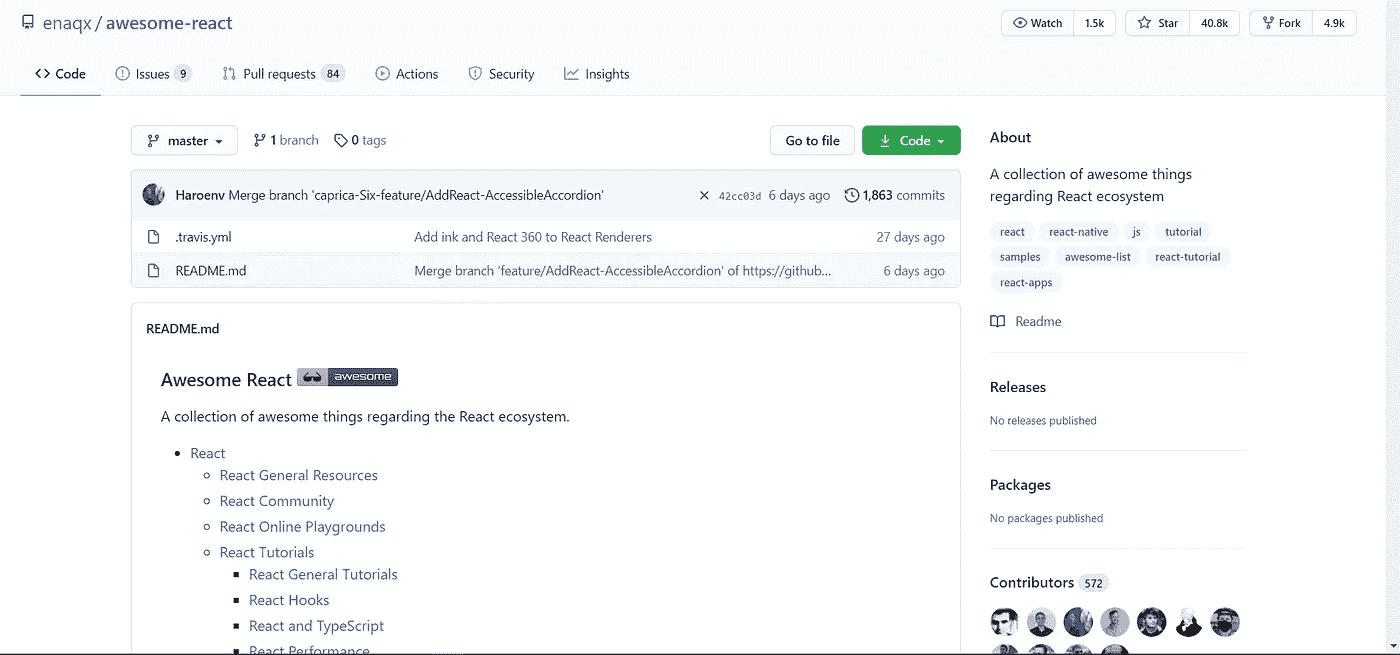 enaqx / awesome-react
Watch 1.5k Star 40.8k Fork 4.9k
Code Issues 9 Pull requests 84 Actions Security Insights
master 1 branch 0 tags Go to file Code
Haroenv Merge branch 'caprica-Six-feature/AddReact-AccessibleAccordion' 42cc03d 6 days ago 1,863 commits
.travis.yml Add ink and React 360 to React Renderers 27 days ago
README.md Merge branch 'feature/AddReact-AccessibleAccordion' of https://github... 6 days ago
README.md
Awesome React awesome
A collection of awesome things regarding the React ecosystem.
React
React General Resources
React Community
React Online Playgrounds
React Tutorials
React General Tutorials
React Hooks
React and TypeScript
React Performance
About
A collection of awesome things
regarding React ecosystem
react react-native js tutorial
samples awesome-list react-tutorial
react-apps
Readme
Releases
No releases published
Packages
No packages published
Contributors 572